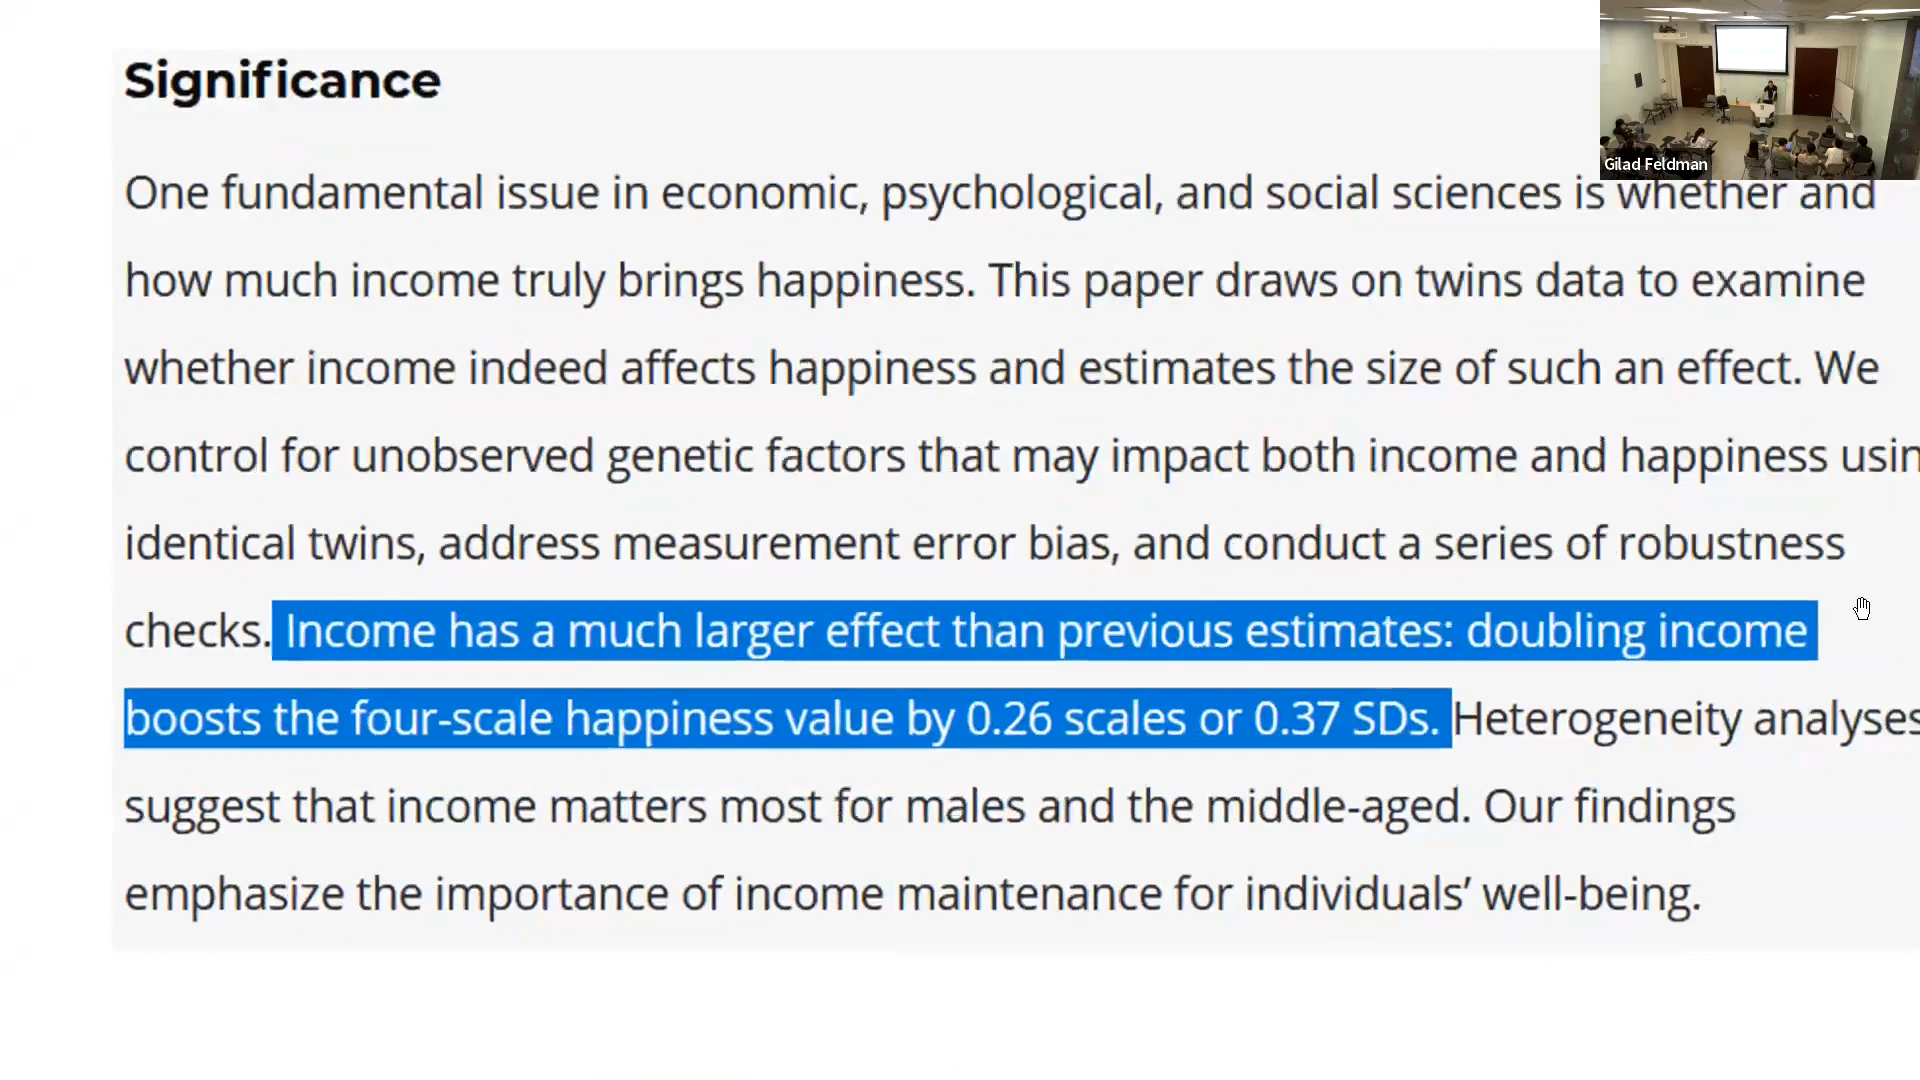 Significance
Gilad Feldman
One fundamental issue in economic, psychological, and social sciences is whether and
how much income truly brings happiness. This paper draws on twins data to examine
whether income indeed affects happiness and estimates the size of such an effect. We
control for unobserved genetic factors that may impact both income and happiness usin
identical twins, address measurement error bias, and conduct a series of robustness
checks. Income has a much larger effect than previous estimates: doubling income
boosts the four-scale happiness value by 0.26 scales or 0.37 SDs. Heterogeneity analyses
suggest that income matters most for males and the middle-aged. Our findings
emphasize the importance of income maintenance for individuals’ well-being.